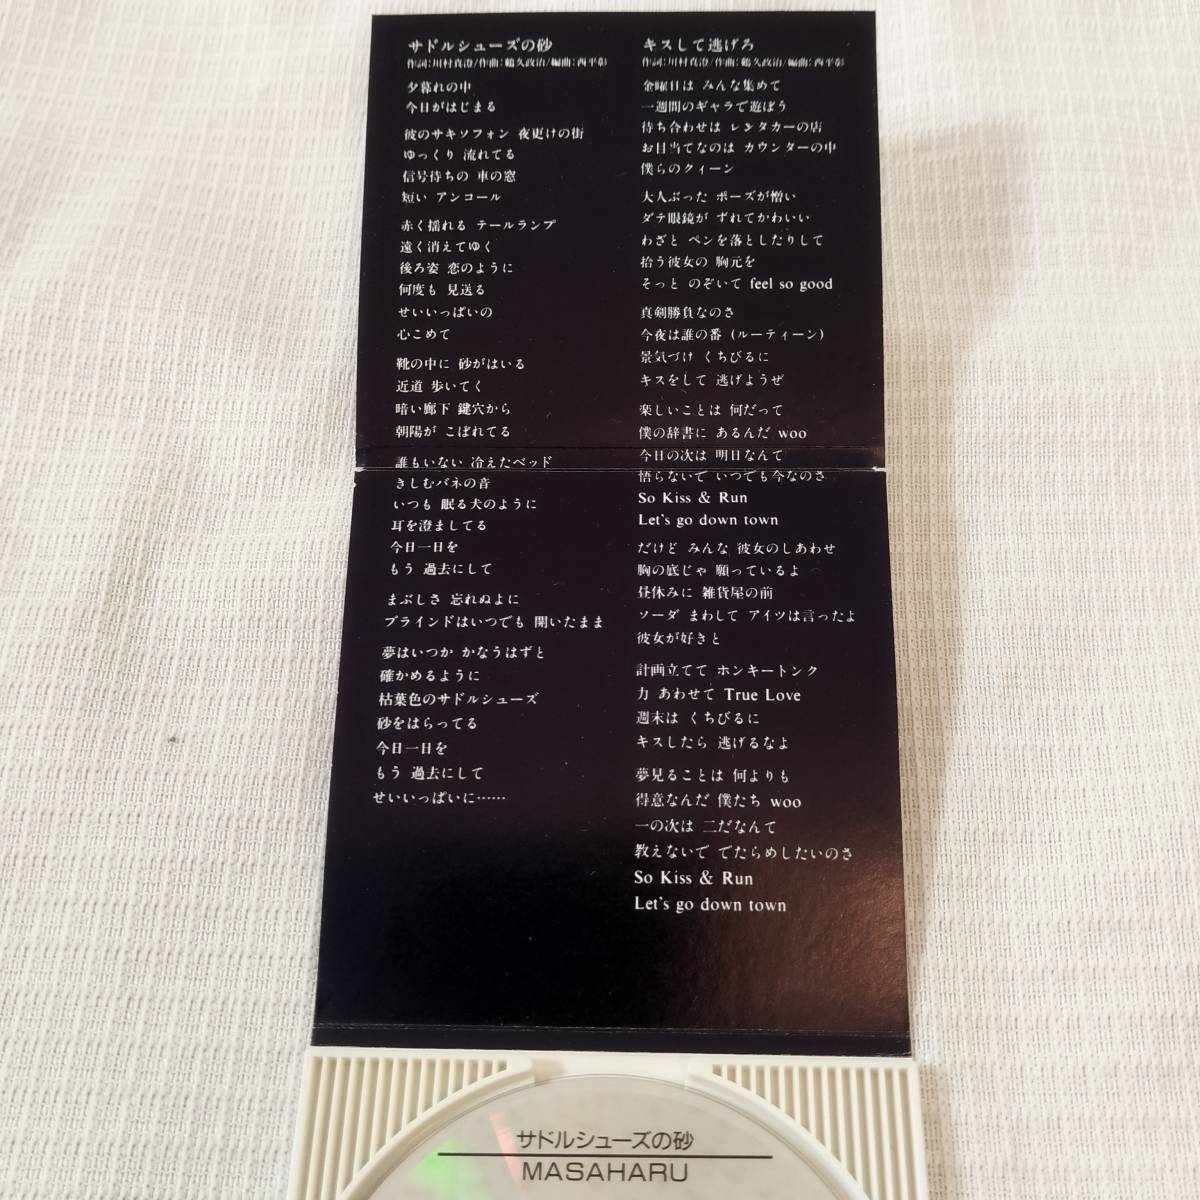 サドルシューズの砂
作詞:川村真澄/作曲:鶴久政治/編曲:西平彰
夕暮れの中
今日がはじまる
彼のサキソフォン 夜更けの街
ゆっくり 流れてる
信号待ちの 車の窓
短い アンコール
赤く揺れる テールランプ
遠く消えてゆく
後ろ姿 恋のように
何度も 見送る
せいいっぱいの
心こめて
靴の中に 砂がはいる
近道 歩いてく
暗い廊下 鍵穴から
朝陽が こぼれてる
誰もいない 冷えたベッド
きしむバネの音
いつも 眠る犬のように
耳を澄ましてる
今日一日を
もう 過去にして
まぶしさ 忘れぬよに
ブラインドはいつでも 開いたまま
夢はいつか かなうはずと
確かめるように
枯葉色のサドルシューズ
砂をはらってる
今日一日を
もう 過去にして
せいいっぱいに……
キスして逃げろ
作詞:川村真澄/作曲:鶴久政治/編曲:西平彰
金曜日は みんな集めて
一週間のギャラで遊ぼう
待ち合わせは レンタカーの店
お目当てなのは カウンターの中
僕らのクィーン
大人ぶった ポーズが憎い
ダテ眼鏡が ずれてかわいい
わざと ペンを落としたりして
拾う彼女の 胸元を
そっと のぞいて feel so good
真剣勝負なのさ
今夜は誰の番 (ルーティーン)
景気づけ くちびるに
キスをして 逃げようぜ
楽しいことは 何だって
僕の辞書に あるんだ woo
今日の次は 明日なんて
悟らないで いつでも今なのさ
So Kiss & Run
Let's go down town
だけど みんな 彼女のしあわせ
胸の底じゃ 願っているよ
昼休みに 雑貨屋の前
ソーダ まわして アイツは言ったよ
彼女が好きと
計画立てて ホンキートンク
力 あわせて True Love
週末は くちびるに
キスしたら 逃げるなよ
夢見ることは 何よりも
得意なんだ 僕たち woo
一の次は 二だなんて
教えないで でたらめしたいのさ
So Kiss & Run
Let's go down town
サドルシューズの砂
MASAHARU